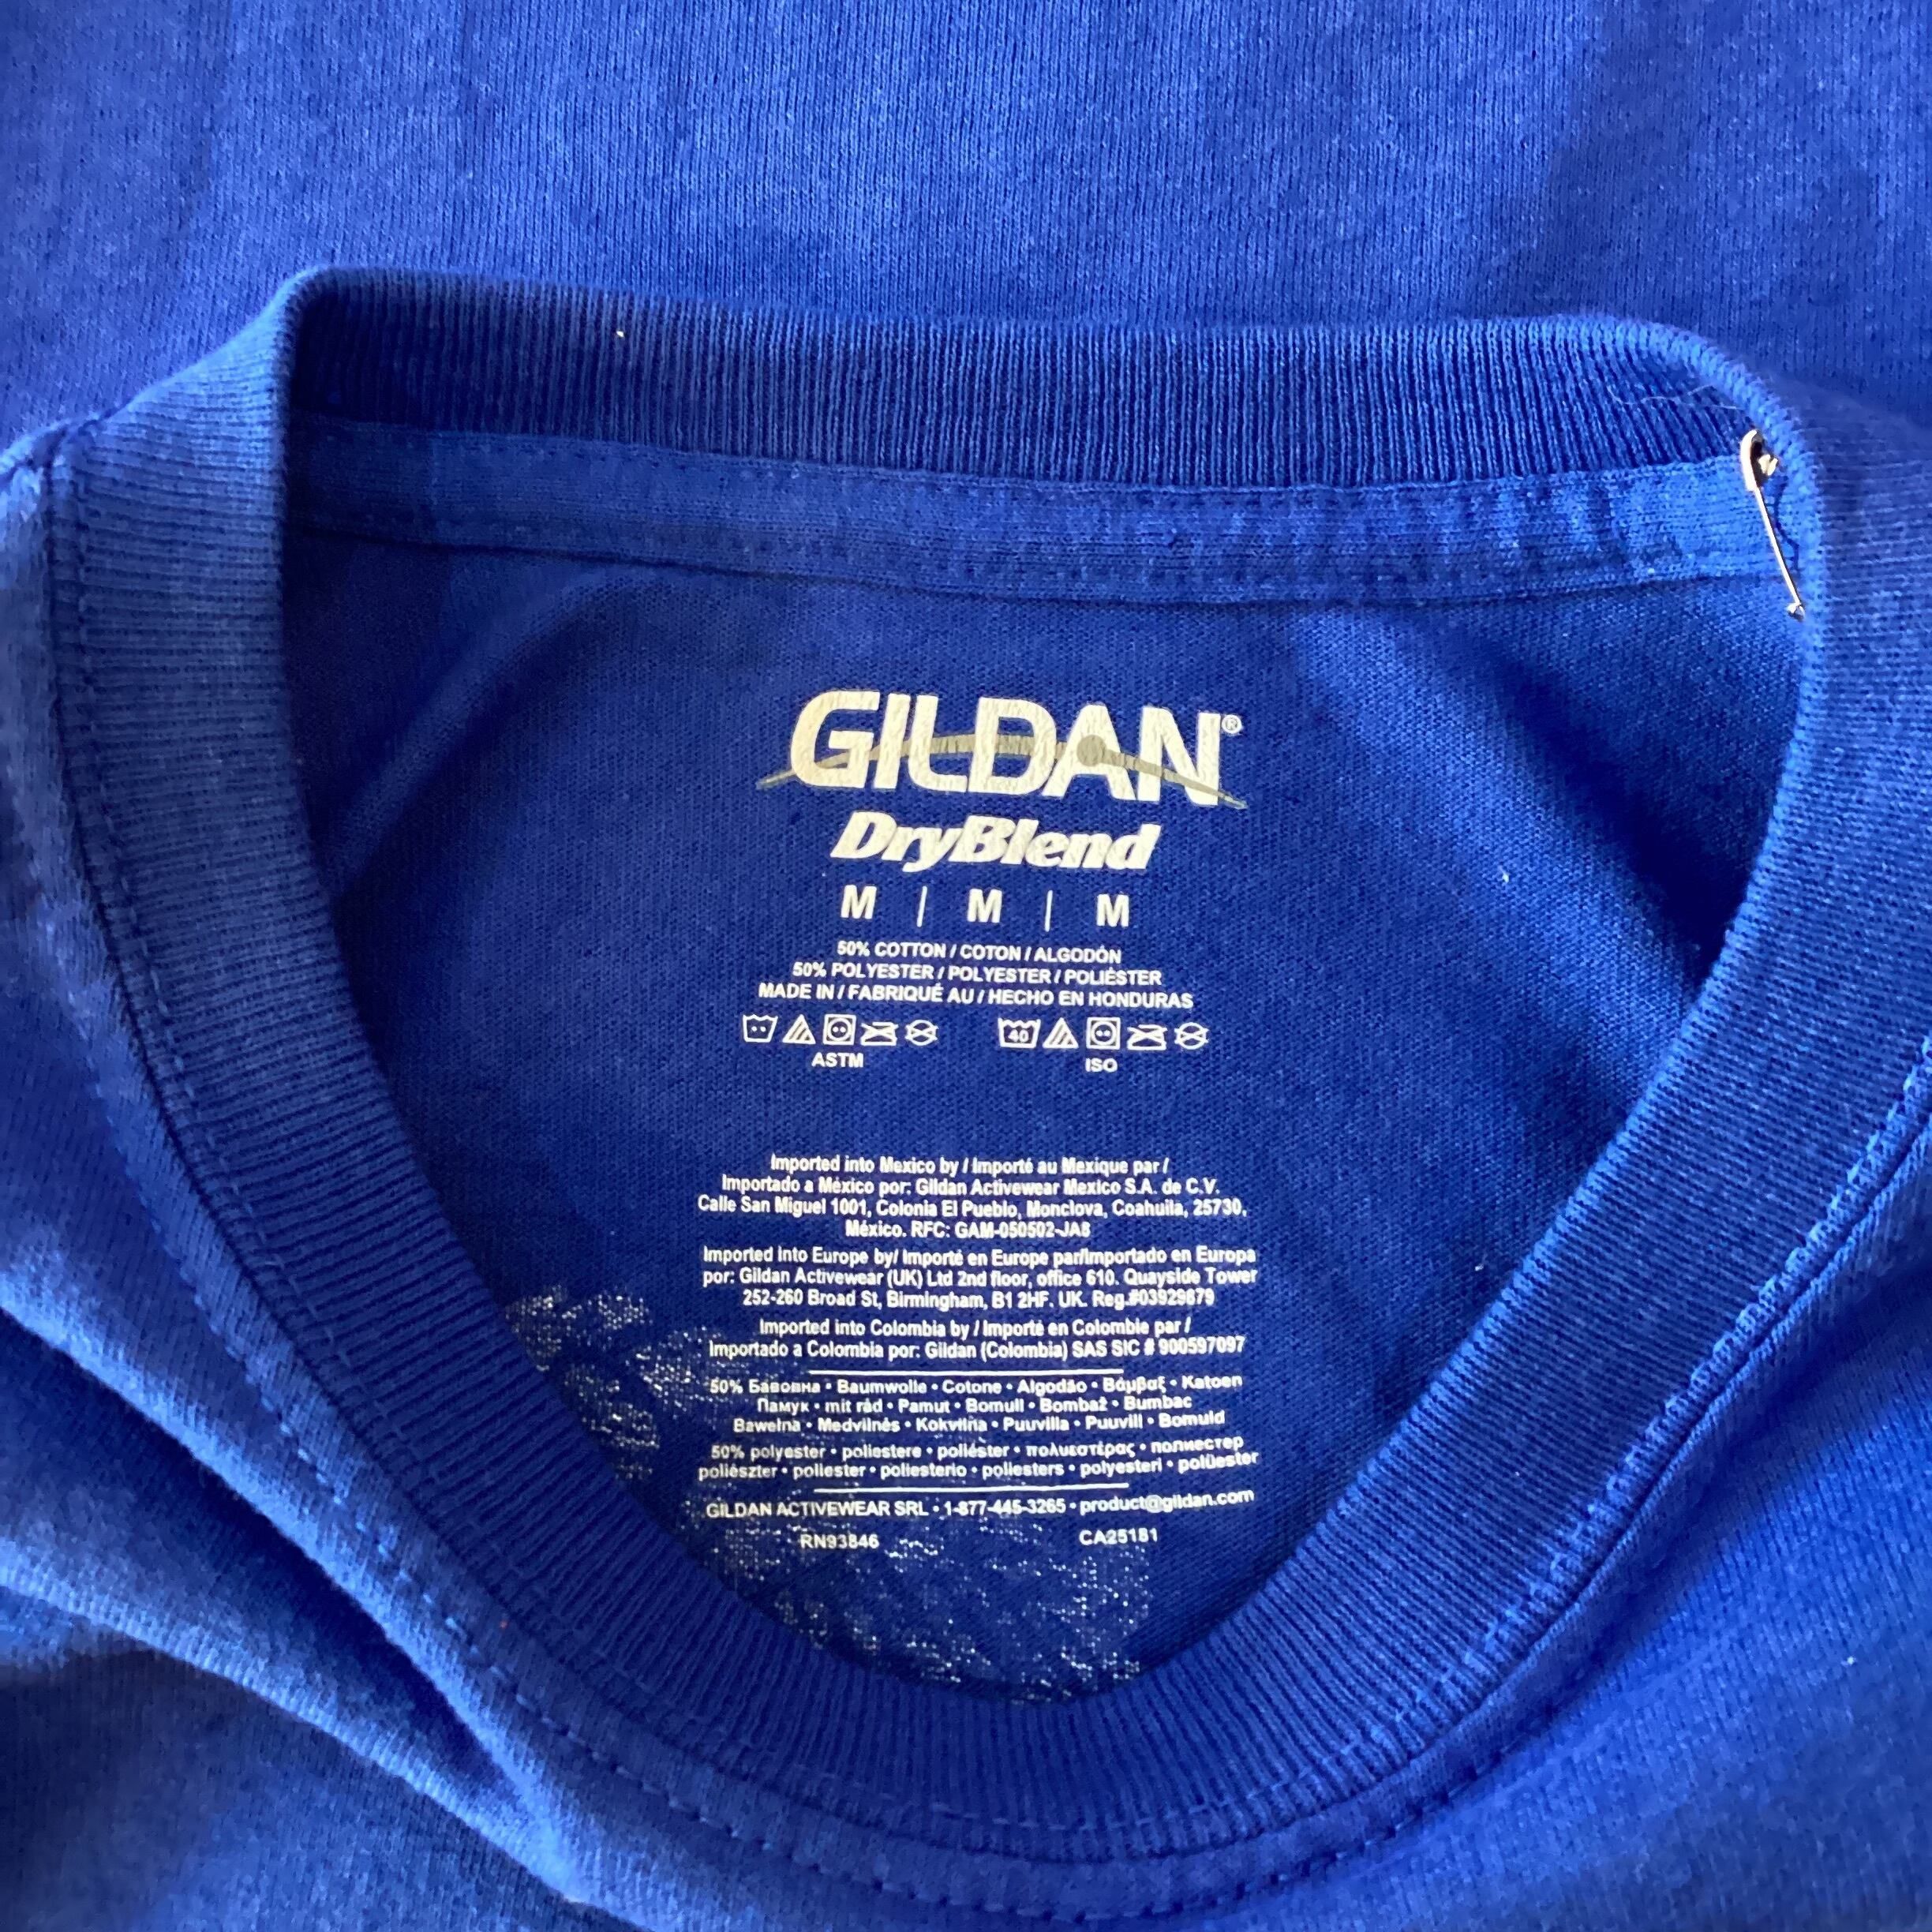 GILDAN®
DryBlend
M | M | M
50% COTTON / COTON / ALGODÓN
50% POLYESTER / POLYESTER / POLIÉSTER
MADE IN / FABRIQUÉ AU / HECHO EN HONDURAS
40
ASTM ISO
Imported into Mexico by / Importé au Mexique par /
Importado a México por: Gildan Activewear Mexico S.A. de C.V.
Calle San Miguel 1001, Colonia El Pueblo, Monclova, Coahuila, 25730,
México. RFC: GAM-050502-JA8
Imported into Europe by/ Importé en Europe par/Importado en Europa
por: Gildan Activewear (UK) Ltd 2nd floor, office 610. Quayside Tower
252-260 Broad St, Birmingham, B1 2HF. UK. Reg.#03929879
Imported into Colombia by / Importé en Colombie par /
Importado a Colombia por: Gildan (Colombia) SAS SIC # 900597097
50% Бавовна • Baumwolle • Cotone • Algodão • Βάμβαξ • Katoen
Памук • mit rád • Pamut • Bomull • Bombaž • Bumbac
Bawełna • Medvilnės • Kokvilna • Puuvilla • Puuvill • Bomuld
50% polyester • poliestere • poliéster • πολυεστέρας • полиестер
poliészter • poliester • poliesterio • poliesters • polyesteri • polüester
GILDAN ACTIVEWEAR SRL • 1-877-445-3265 • product@gildan.com
RN93846 CA25181